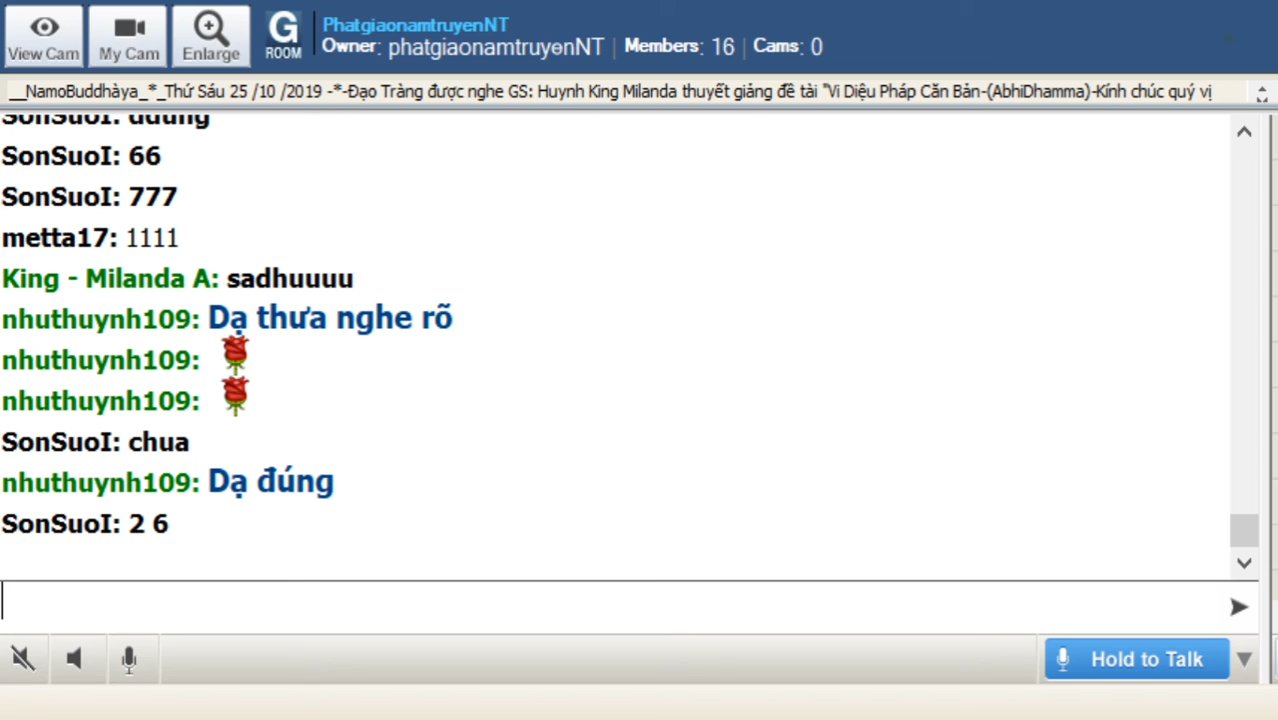 View Cam
My Cam
Enlarge
G
ROOM
PhatgiaonamtruyenNT
Owner: phatgiaonamtruyenNT | Members: 16 | Cams: 0
__NamoBuddhàya_*_Thứ Sáu 25 /10 /2019 -*-Đạo Tràng được nghe GS: Huynh King Milanda thuyết giảng đề tài "Vi Diệu Pháp Căn Bản-(AbhiDhamma)-Kính chúc quý vị
SonSuoI: ddung
SonSuoI: 66
SonSuoI: 777
metta17: 1111
King - Milanda A: sadhuuuu
nhuthuynh109: Dạ thưa nghe rõ
nhuthuynh109:
nhuthuynh109:
SonSuoI: chua
nhuthuynh109: Dạ đúng
SonSuoI: 2 6
Hold to Talk